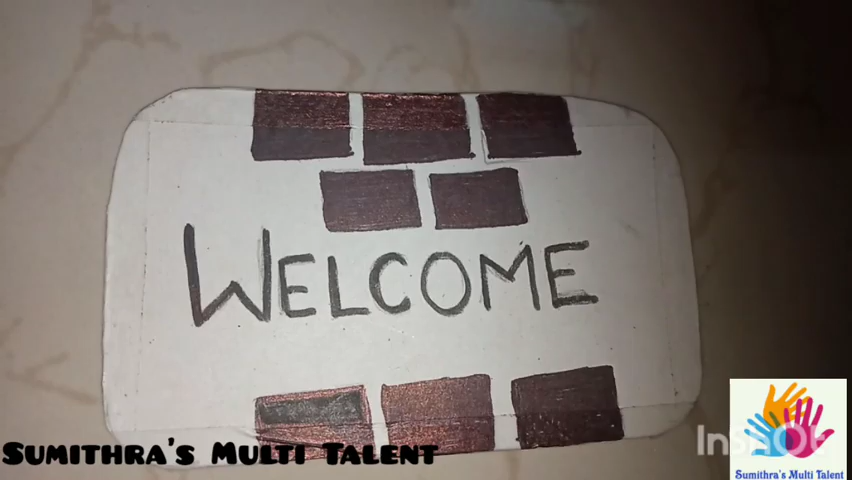 WELCOME
SUMITHRA'S MULTI TALENT
InShOT
Sumithra's Multi Talent